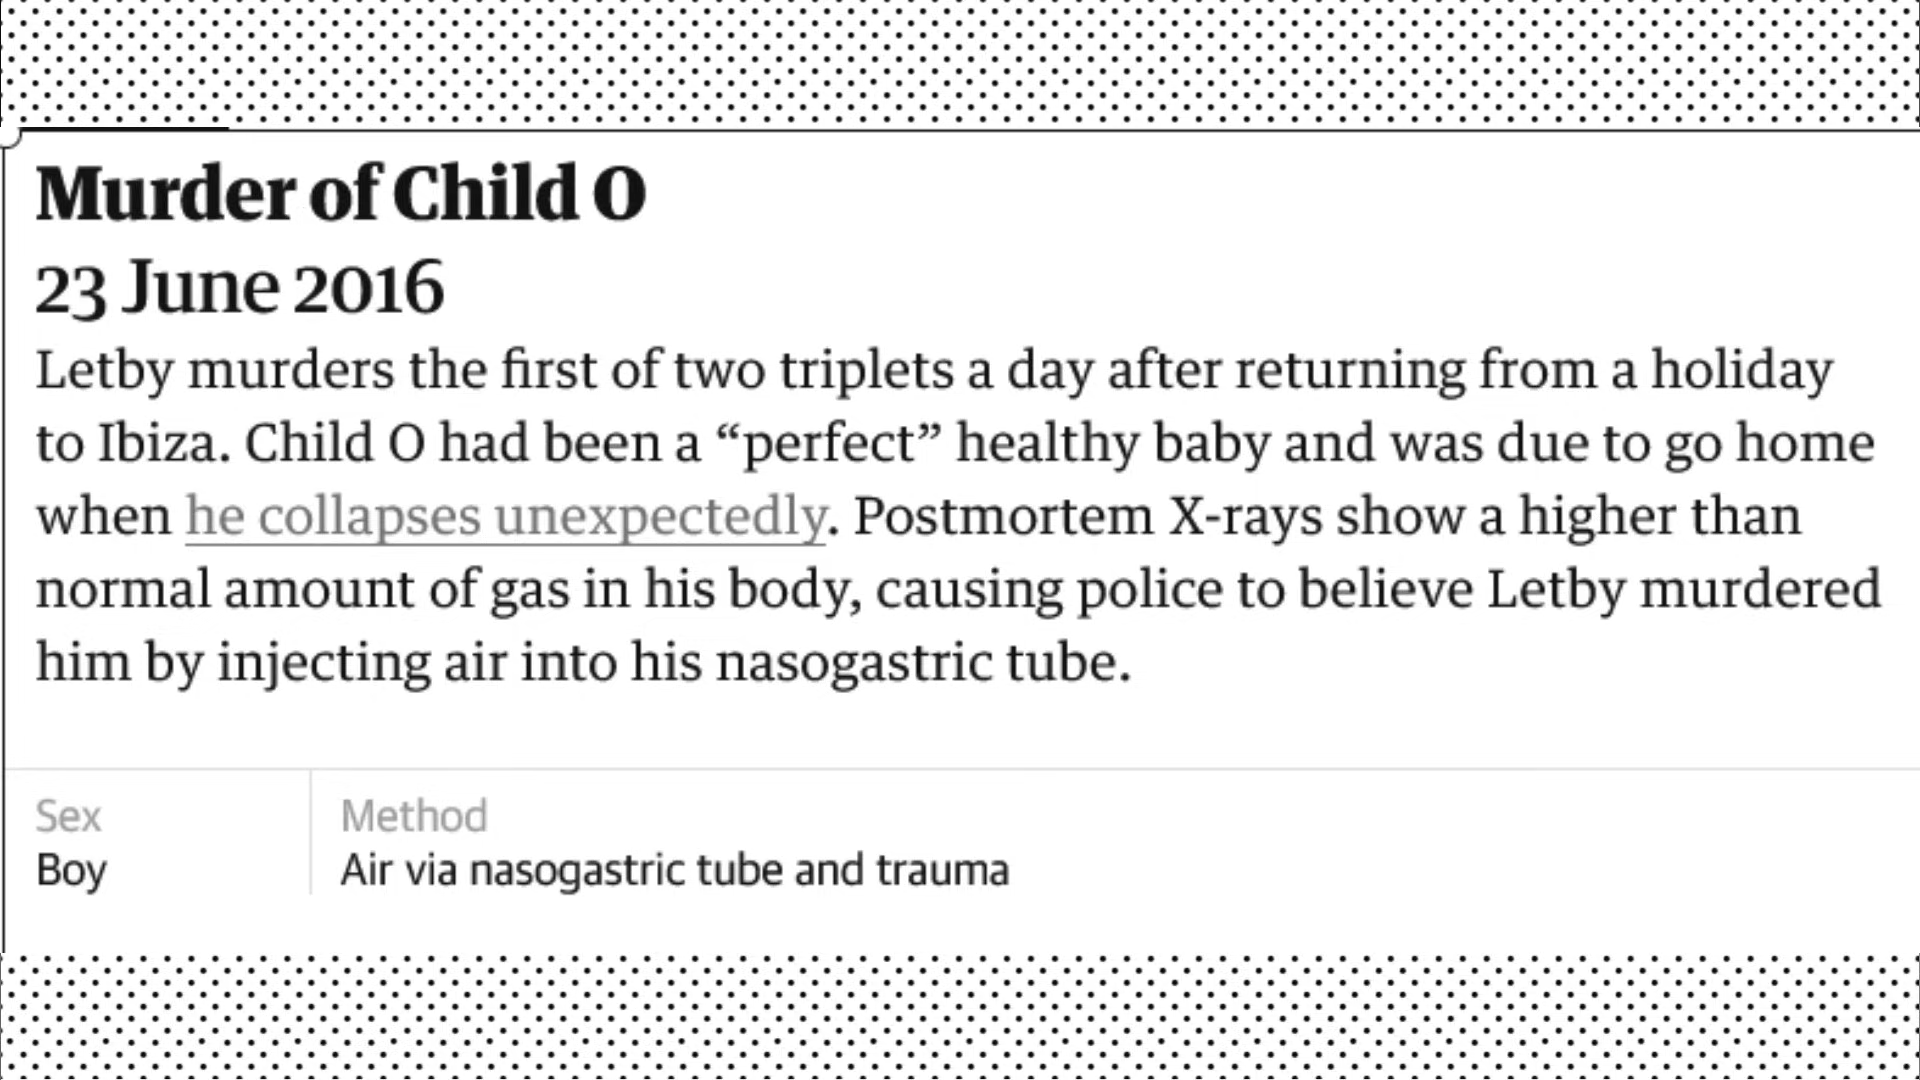 Murder of Child O
23 June 2016
Letby murders the first of two triplets a day after returning from a holiday
to Ibiza. Child O had been a “perfect” healthy baby and was due to go home
when he collapses unexpectedly. Postmortem X-rays show a higher than
normal amount of gas in his body, causing police to believe Letby murdered
him by injecting air into his nasogastric tube.
Sex
Method
Boy
Air via nasogastric tube and trauma